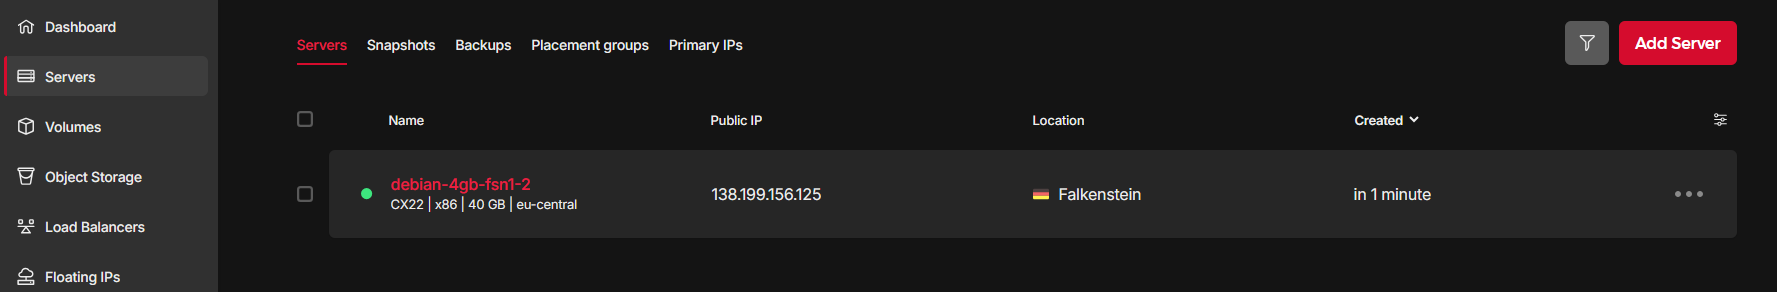 Dashboard
Servers
Volumes
Object Storage
Load Balancers
Floating IPs
Servers Snapshots Backups Placement groups Primary IPs
Add Server
Name Public IP Location Created
debian-4gb-fsn1-2
CX22 | x86 | 40 GB | eu-central
138.199.156.125
Falkenstein
in 1 minute